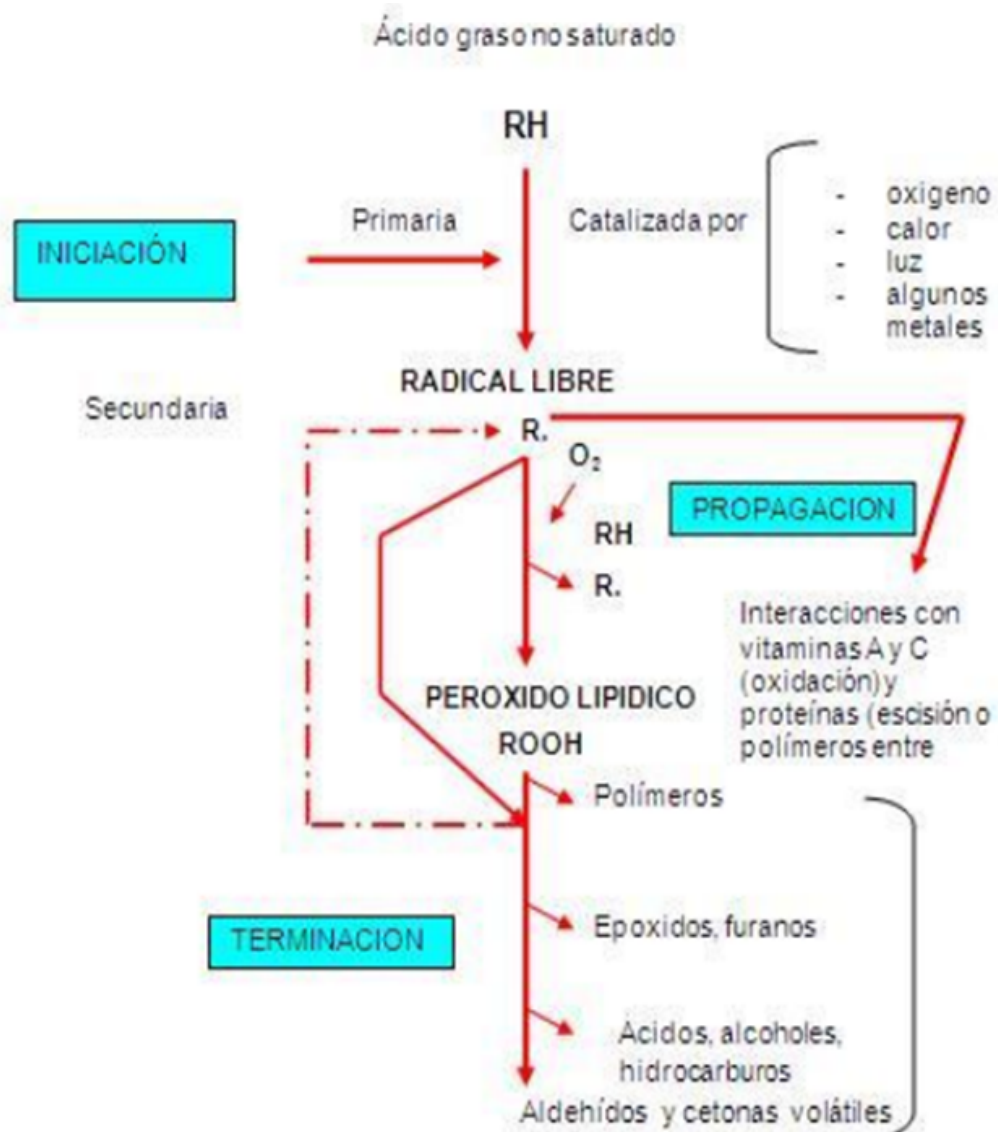 Ácido graso no saturado
RH
INICIACIÓN
Primaria
Catalizada por
- oxigeno
- calor
- luz
- algunos
metales
RADICAL LIBRE
Secundaria
R.
O₂
PROPAGACION
RH
R.
Interacciones con
vitaminas A y C
(oxidación) y
proteínas (escisión o
polímeros entre
PEROXIDO LIPIDICO
ROOH
Polímeros
TERMINACION
Epoxidos, furanos
Acidos, alcoholes,
hidrocarburos
Aldehídos y cetonas volátiles